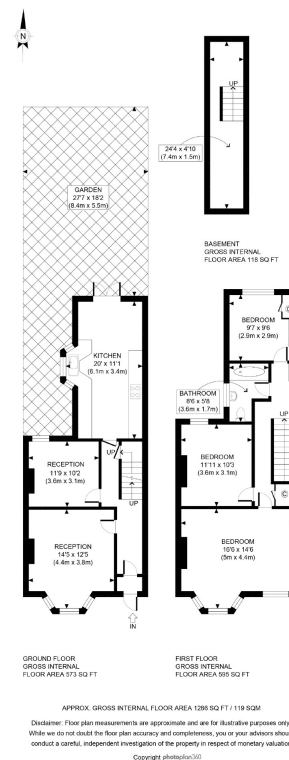 N
UP
24'4 x 4'10
(7.4m x 1.5m)
GARDEN
27'7 x 18'2
(8.4m x 5.5m)
BASEMENT
GROSS INTERNAL
FLOOR AREA 118 SQ FT
BEDROOM
9'7 x 9'6
(2.9m x 2.9m)
C
KITCHEN
20' x 11'1
(6.1m x 3.4m)
BATHROOM
8'6 x 5'8
(3.6m x 1.7m)
UP
UP
RECEPTION
11'9 x 10'2
(3.6m x 3.1m)
UP
BEDROOM
11'11 x 10'3
(3.6m x 3.1m)
C
RECEPTION
14'5 x 12'5
(4.4m x 3.8m)
BEDROOM
16'6 x 14'6
(5m x 4.4m)
IN
GROUND FLOOR
GROSS INTERNAL
FLOOR AREA 573 SQ FT
FIRST FLOOR
GROSS INTERNAL
FLOOR AREA 595 SQ FT
APPROX. GROSS INTERNAL FLOOR AREA 1286 SQ FT / 119 SQM
Disclaimer: Floor plan measurements are approximate and are for illustrative purposes only
While we do not doubt the floor plan accuracy and completeness, you or your advisors shou
conduct a careful, independent investigation of the property in respect of monetary valuation
Copyright photoplan360